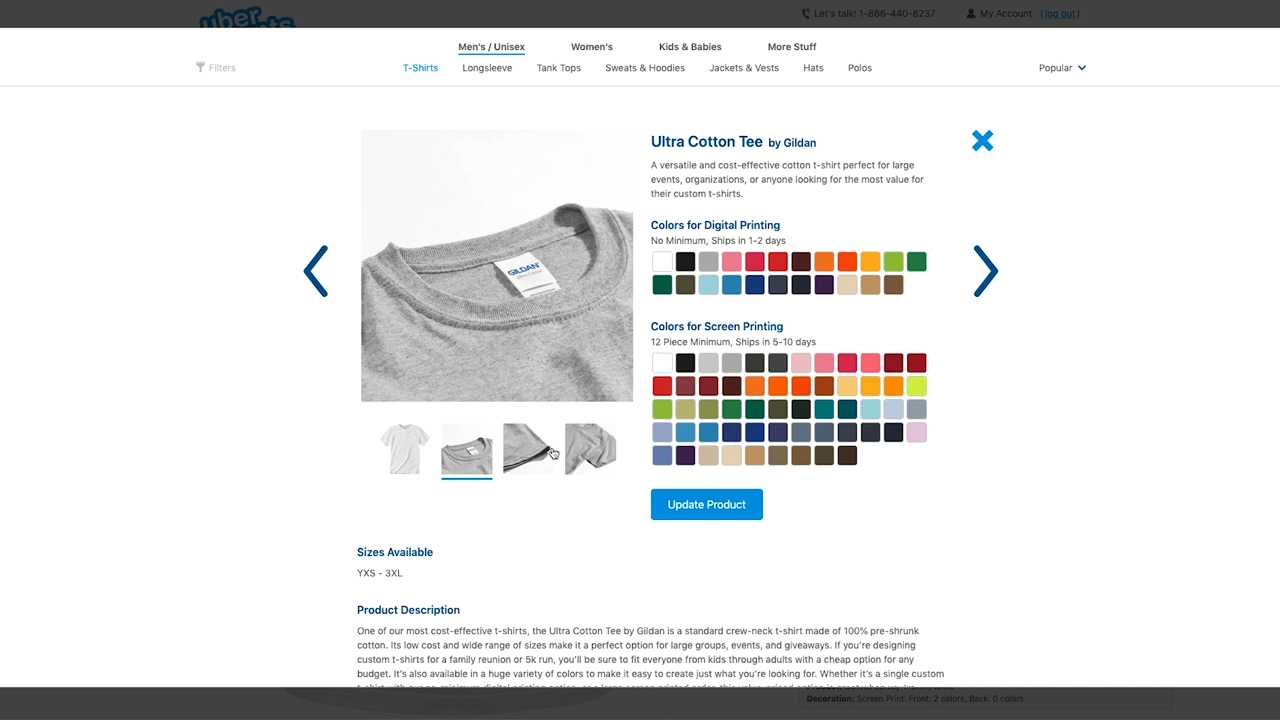 uber
Let's talk! 1-866-440-8237
My Account (log out)
Men's / Unisex Women's Kids & Babies More Stuff
Filters
T-Shirts Longsleeve Tank Tops Sweats & Hoodies Jackets & Vests Hats Polos
Popular
Ultra Cotton Tee by Gildan
A versatile and cost-effective cotton t-shirt perfect for large
events, organizations, or anyone looking for the most value for
their custom t-shirts.
Colors for Digital Printing
No Minimum, Ships in 1-2 days
GILDAN
Ultra Cotton
Colors for Screen Printing
12 Piece Minimum, Ships in 5-10 days
Update Product
Sizes Available
YXS - 3XL
Product Description
One of our most cost-effective t-shirts, the Ultra Cotton Tee by Gildan is a standard crew-neck t-shirt made of 100% pre-shrunk
cotton. Its low cost and wide range of sizes make it a perfect option for large groups, events, and giveaways. If you're designing
custom t-shirts for a family reunion or 5k run, you'll be sure to fit everyone from kids through adults with a cheap option for any
budget. It's also available in a huge variety of colors to make it easy to create just what you're looking for. Whether it's a single custom
Decoration: Screen Print: Front: 2 colors, Back: 0 colors